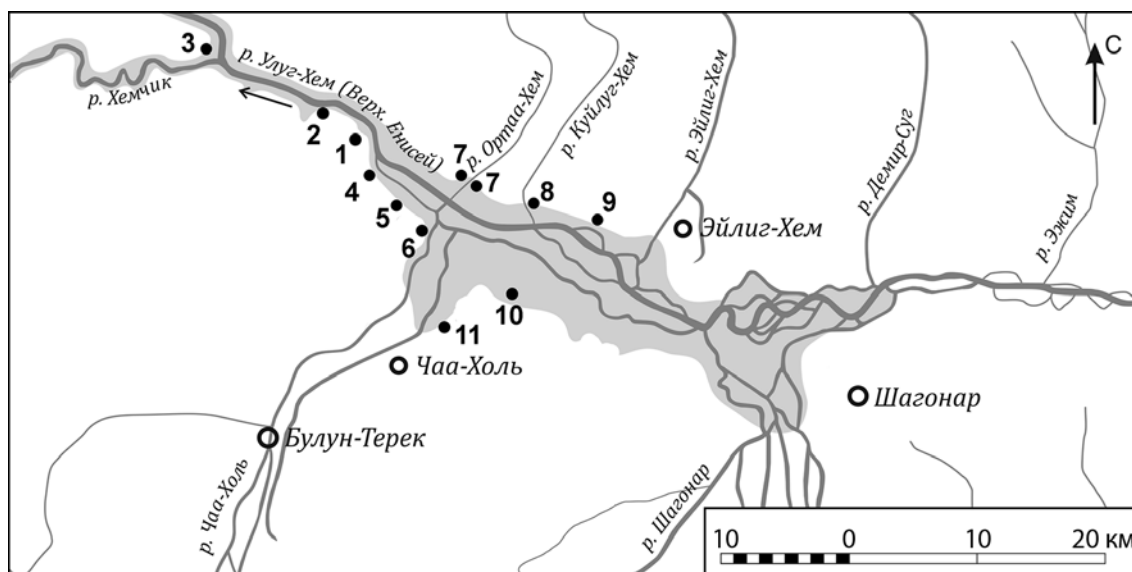 3
р. Хемчик
р. Улуг-Хем (Верх. Енисей)
р. Ортаа-Хем
р. Куйлуг-Хем
р. Эйлиг-Хем
р. Демир-Суг
р. Эжим
С
2
1
4
5
6
7
7
8
9
Эйлиг-Хем
10
11
Чаа-Холь
Шагонар
Булун-Терек
р. Чаа-Холь
р. Шагонар
10 0 10 20 км